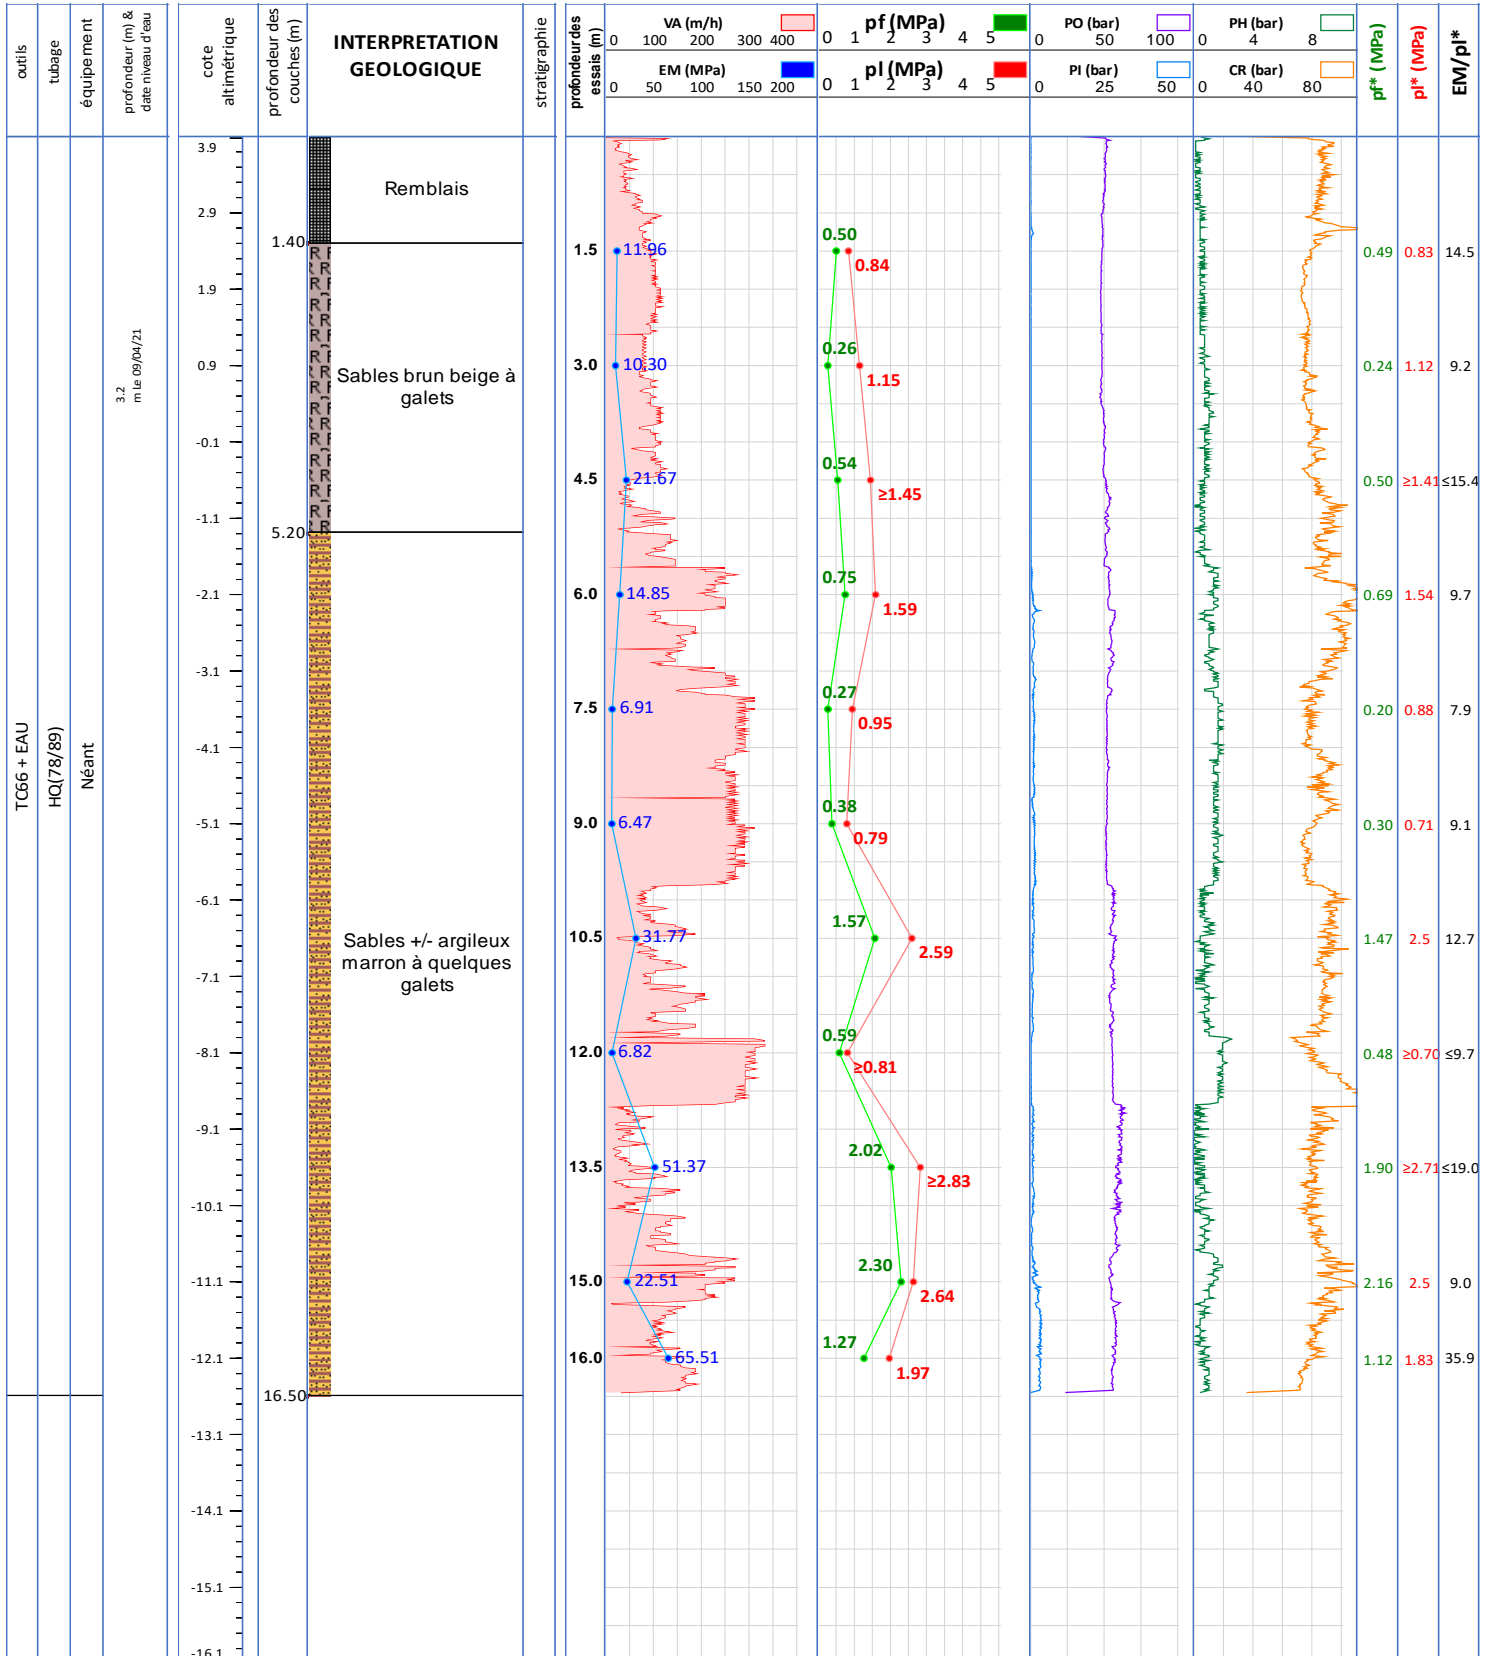 outils
tubage
équipement
profondeur (m) &
date niveau d'eau
cote
altimétrique
profondeur des
couches (m)
INTERPRETATION
GEOLOGIQUE
stratigraphie
profondeur des
essais (m)
VA (m/h)
0 100 200 300 400
EM (MPa)
0 50 100 150 200
pf (MPa)
0 1 2 3 4 5
pl (MPa)
0 1 2 3 4 5
PO (bar)
0 50 100
PI (bar)
0 25 50
PH (bar)
0 4 8
CR (bar)
0 40 80
pf* (MPa)
pl* (MPa)
EM/pl*
3.9
Remblais
2.9
1.40
1.5 11.96 0.50 0.84 0.49 0.83 14.5
1.9
3.2
m Le 09/04/21
0.9
Sables brun beige à
galets
3.0 10.30 0.26 1.15 0.24 1.12 9.2
-0.1
4.5 21.67 0.54 ≥1.45 0.50 ≥1.41 ≤15.4
-1.1
5.20
-2.1
6.0 14.85 0.75 1.59 0.69 1.54 9.7
-3.1
7.5 6.91 0.27 0.95 0.20 0.88 7.9
TC66 + EAU
HQ(78/89)
Néant
-4.1
-5.1
9.0 6.47 0.38 0.79 0.30 0.71 9.1
-6.1
Sables +/- argileux
marron à quelques
galets
10.5 31.77 1.57 2.59 1.47 2.5 12.7
-7.1
-8.1
12.0 6.82 0.59 ≥0.81 0.48 ≥0.70 ≤9.7
-9.1
13.5 51.37 2.02 ≥2.83 1.90 ≥2.71 ≤19.0
-10.1
-11.1
15.0 22.51 2.30 2.64 2.16 2.5 9.0
-12.1
16.0 65.51 1.27 1.97 1.12 1.83 35.9
16.50
-13.1
-14.1
-15.1
-16.1